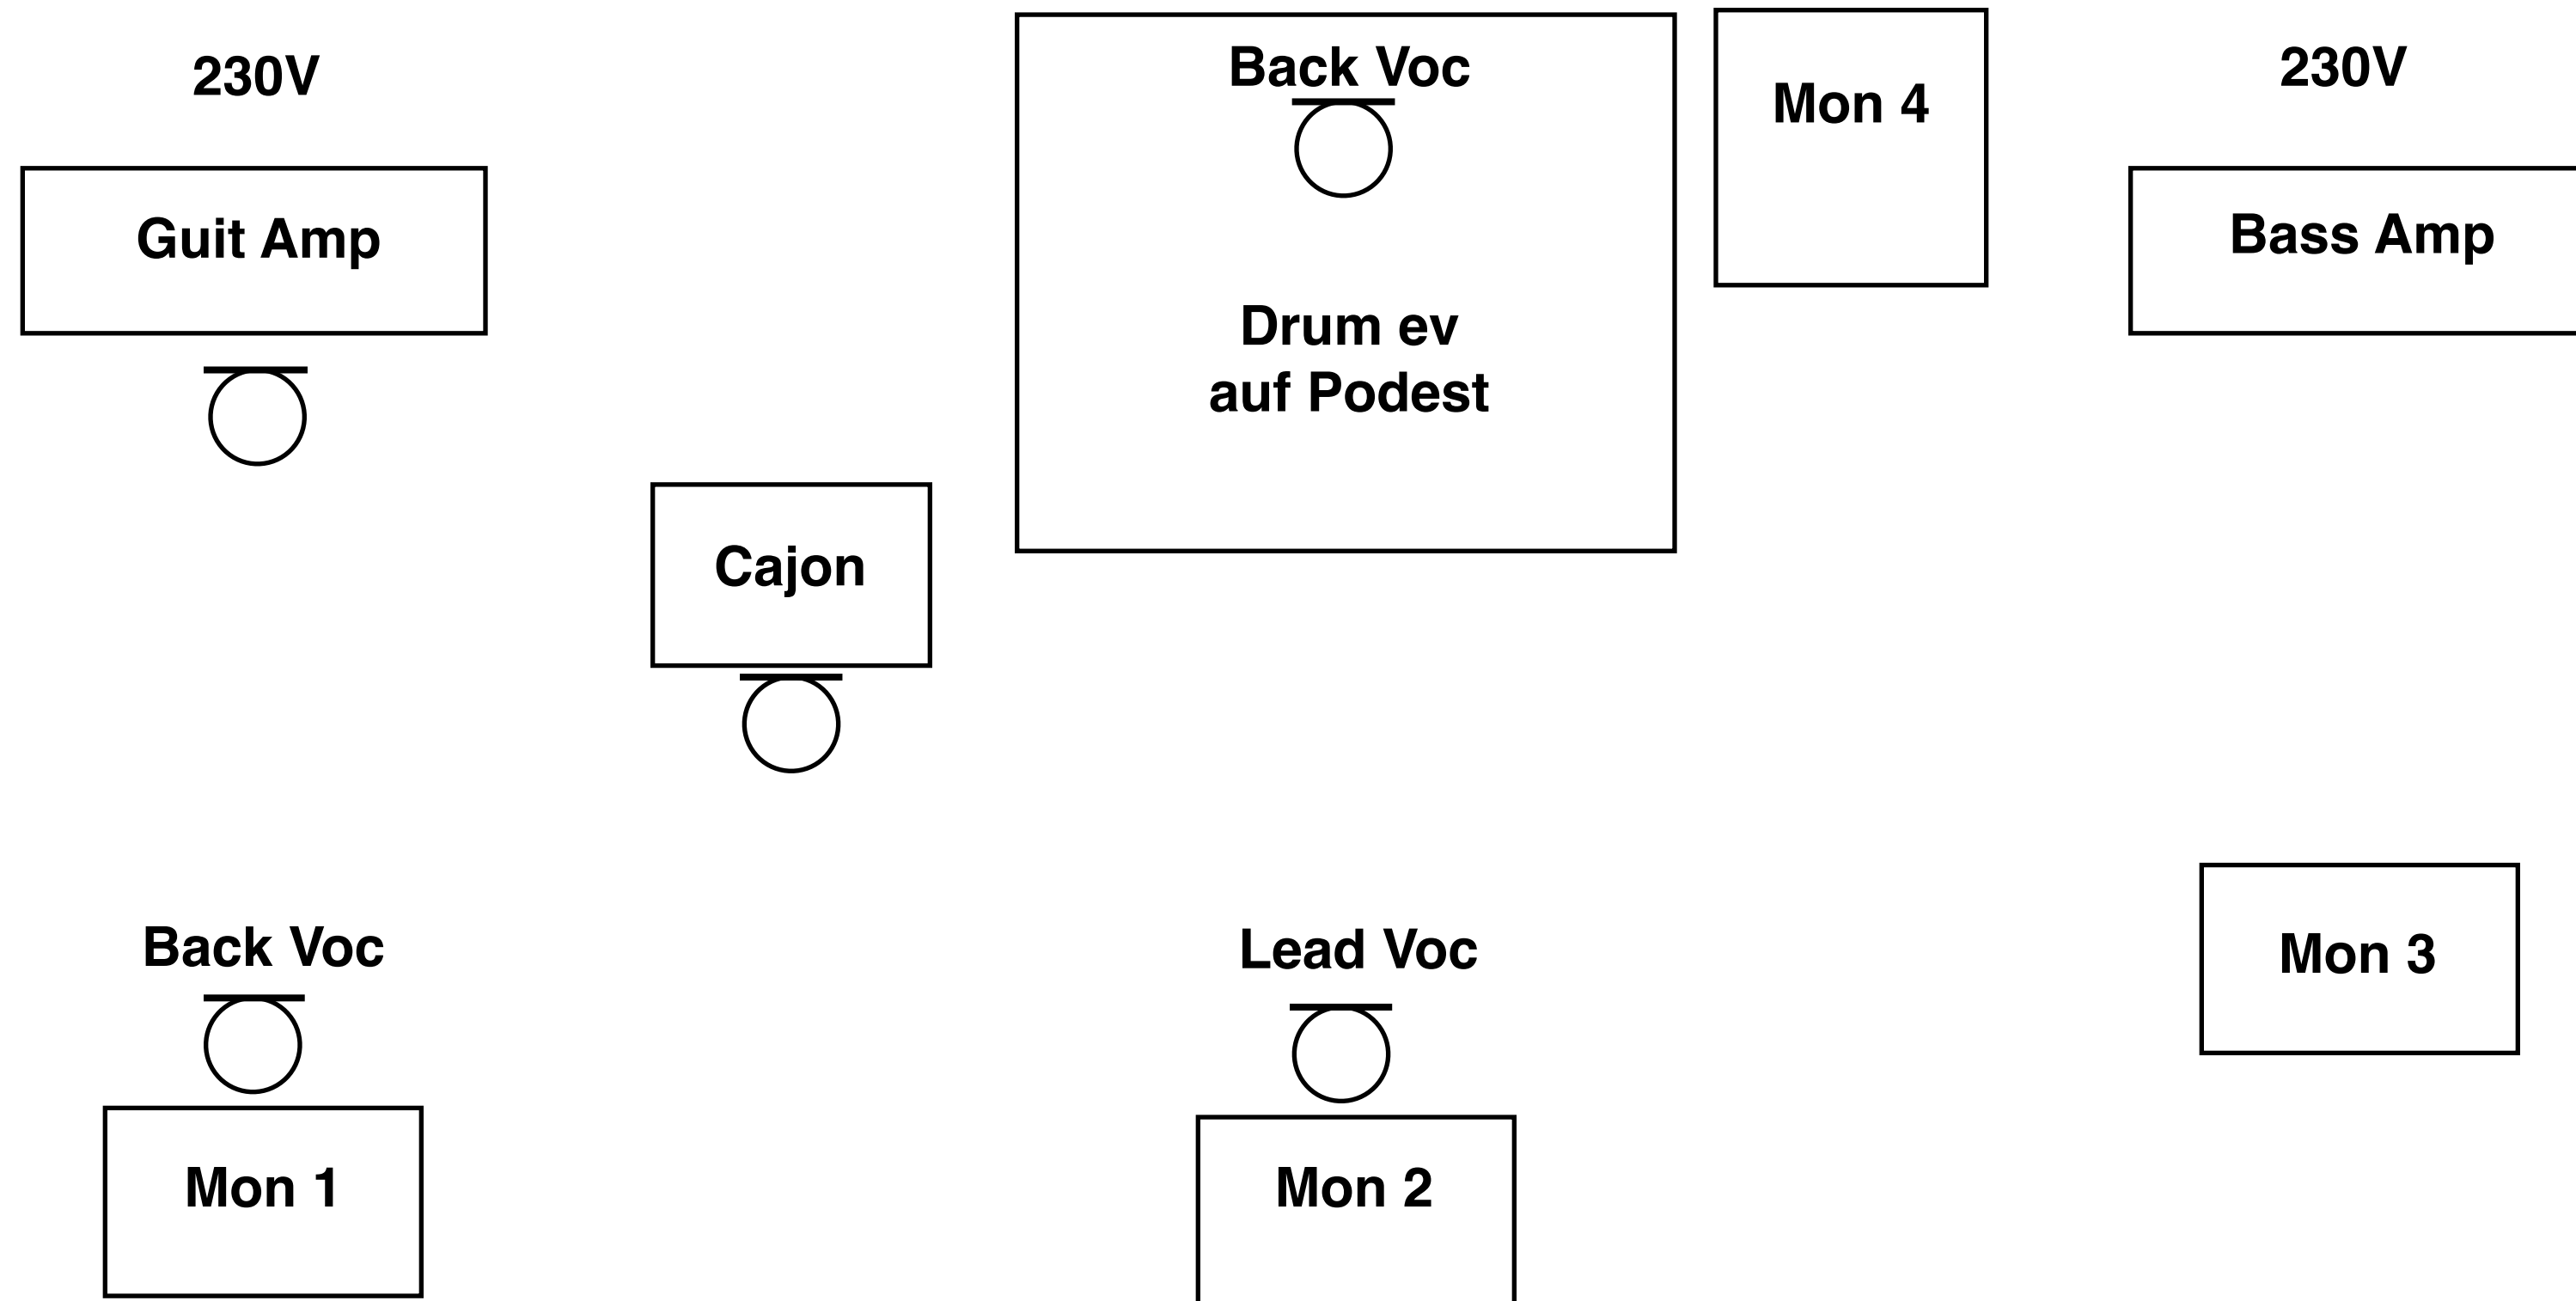 230V
Back Voc
Mon 4
230V
Guit Amp
Bass Amp
Drum ev
auf Podest
Cajon
Back Voc
Lead Voc
Mon 3
Mon 1
Mon 2